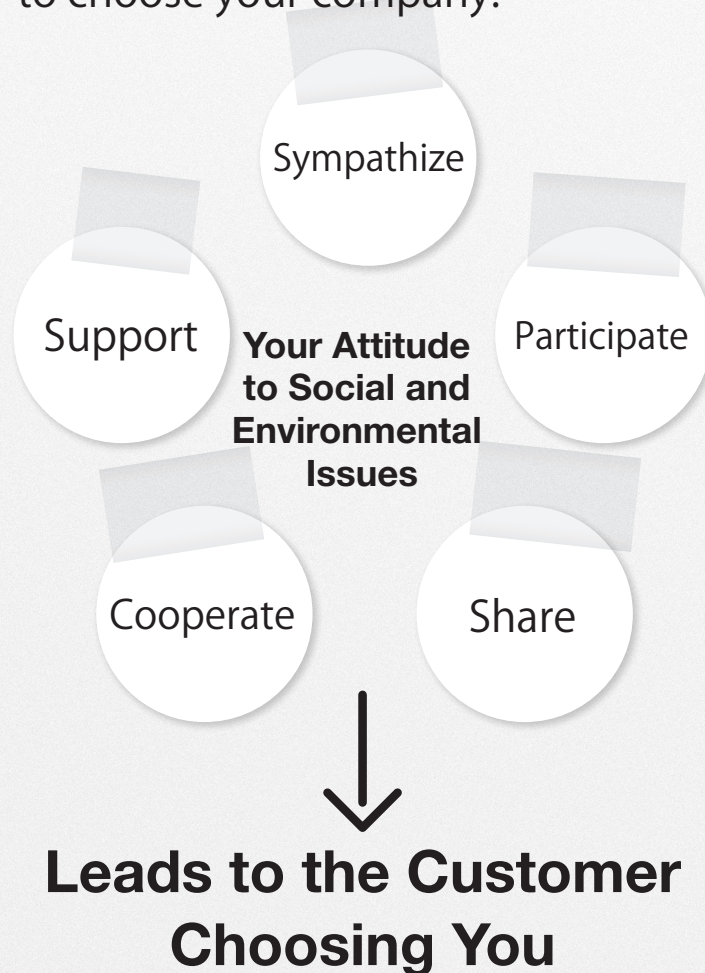 to choose your company.
Sympathize
Support
Participate
Your Attitude
to Social and
Environmental
Issues
Cooperate
Share
Leads to the Customer
Choosing You